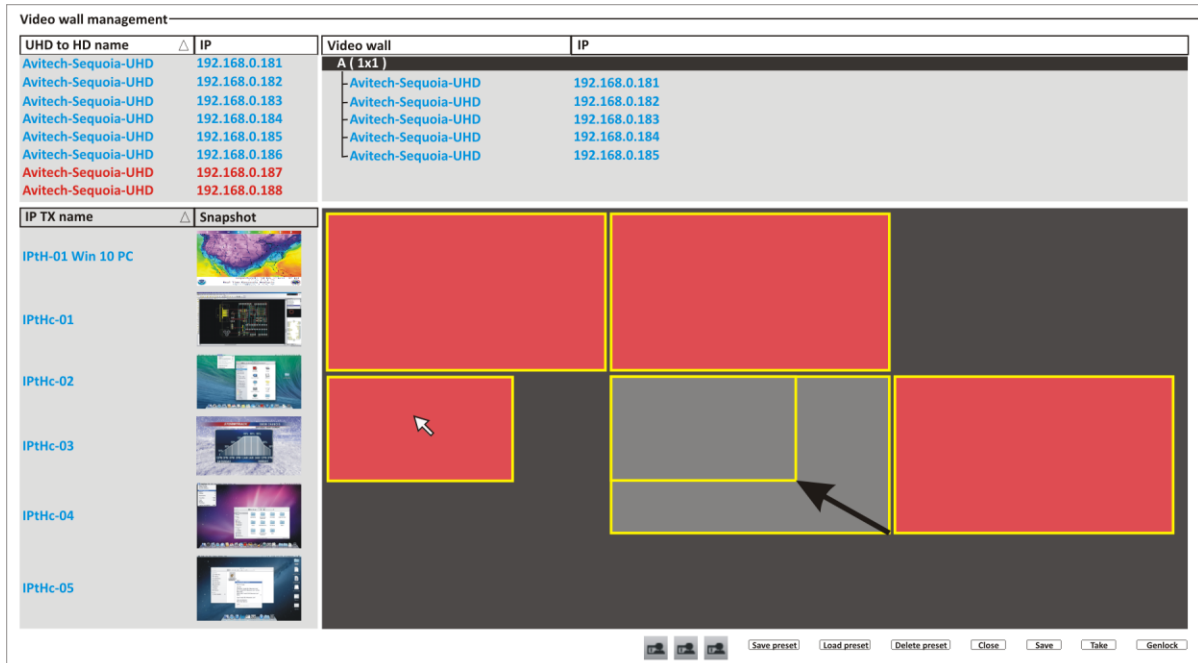 Video wall management
UHD to HD name △ IP
Avitech-Sequoia-UHD 192.168.0.181
Avitech-Sequoia-UHD 192.168.0.182
Avitech-Sequoia-UHD 192.168.0.183
Avitech-Sequoia-UHD 192.168.0.184
Avitech-Sequoia-UHD 192.168.0.185
Avitech-Sequoia-UHD 192.168.0.186
Avitech-Sequoia-UHD 192.168.0.187
Avitech-Sequoia-UHD 192.168.0.188
Video wall IP
A ( 1x1 )
Avitech-Sequoia-UHD 192.168.0.181
Avitech-Sequoia-UHD 192.168.0.182
Avitech-Sequoia-UHD 192.168.0.183
Avitech-Sequoia-UHD 192.168.0.184
Avitech-Sequoia-UHD 192.168.0.185
IP TX name △ Snapshot
IPtH-01 Win 10 PC
IPtHc-01
IPtHc-02
IPtHc-03
IPtHc-04
IPtHc-05
Save preset Load preset Delete preset Close Save Take Genlock